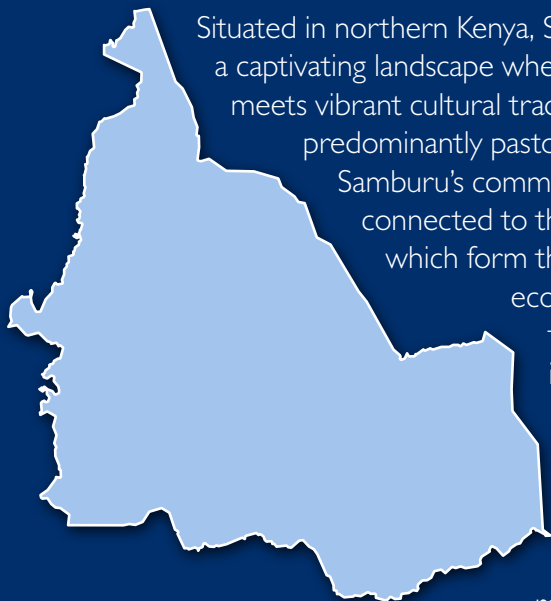 Situated in northern Kenya, S
a captivating landscape whe
meets vibrant cultural trad
predominantly pasto
Samburu's comm
connected to th
which form th
eco